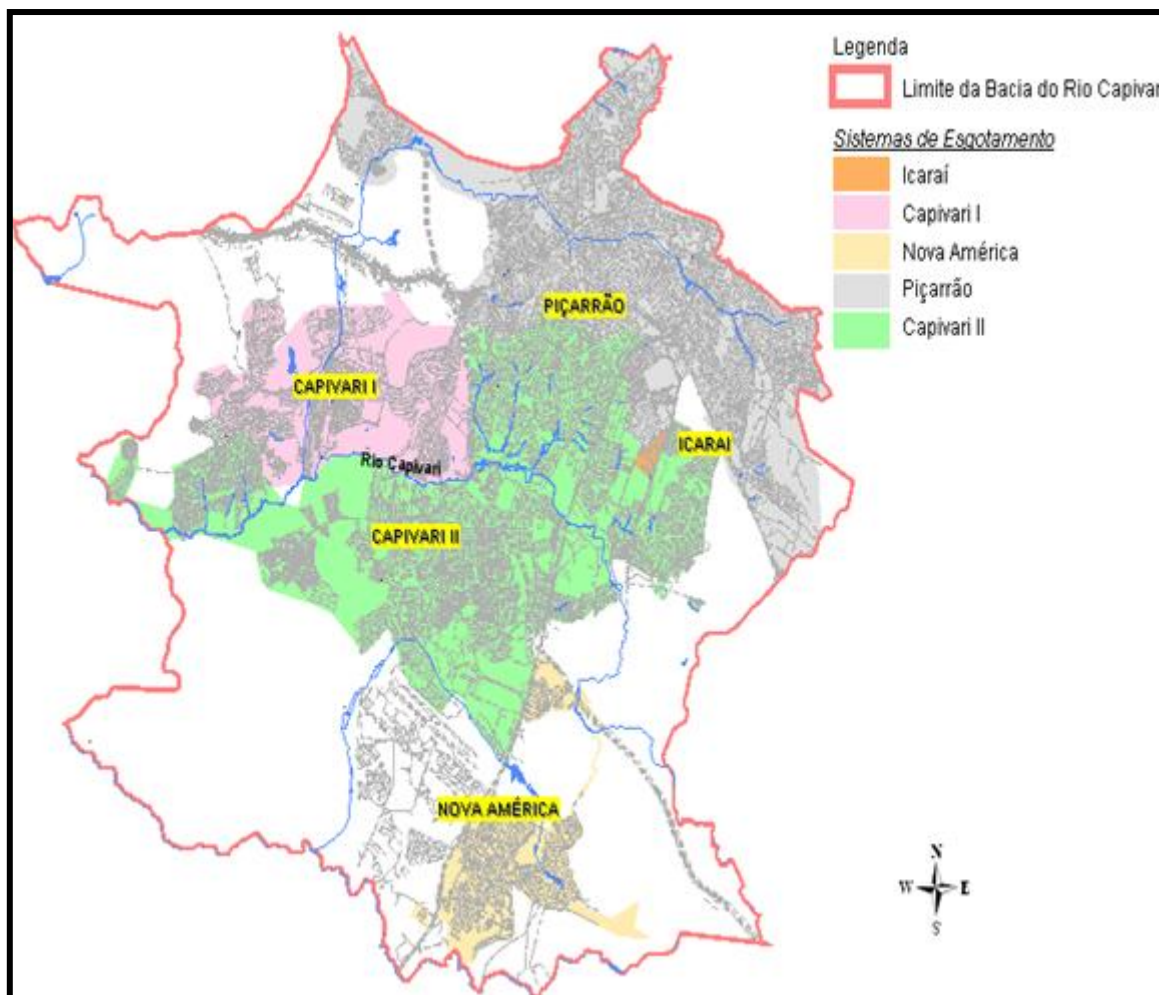 Legenda
Limite da Bacia do Rio Capivar
Sistemas de Esgotamento
Icaraí
Capivari I
Nova América
Piçarrão
Capivari II
PIÇARRÃO
CAPIVARI I
ICARAI
Rio Capivari
CAPIVARI II
NOVA AMÉRICA
N
W E
S